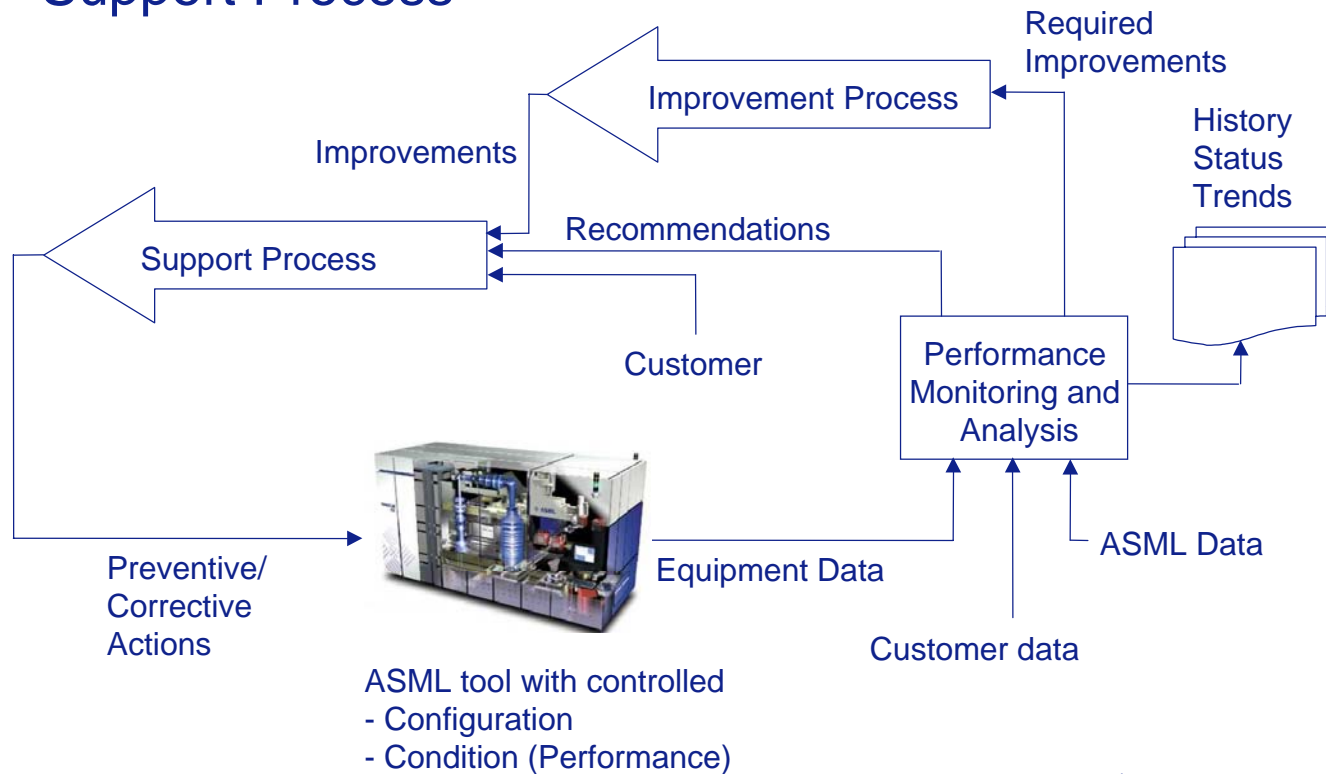 Support Process
Required
Improvements
Improvement Process
History
Status
Trends
Improvements
Recommendations
Support Process
Customer
Performance
Monitoring and
Analysis
ASML
Preventive/
Corrective
Actions
Equipment Data
ASML Data
Customer data
ASML tool with controlled
- Configuration
- Condition (Performance)